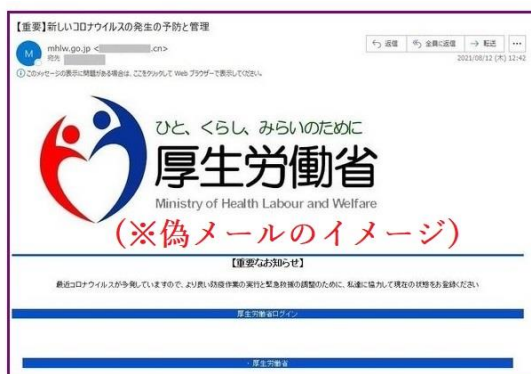 【重要】新しいコロナウイルスの発生の予防と管理
返信 全員に返信 転送 ...
M mhlw.go.jp < .cn>
宛先
2021/08/12 (木) 12:42
このメッセージの表示に問題がある場合は、ここをクリックして Web ブラウザーで表示してください。
ひと、くらし、みらいのために
厚生労働省
Ministry of Health Labour and Welfare
(※偽メールのイメージ)
【重要なお知らせ】
最近コロナウイルスが多発していますので、より良い防疫作業の実行と緊急救援の調整のために、私達に協力して現在の状態をお登録ください
厚生労働省ログイン
・厚生労働省